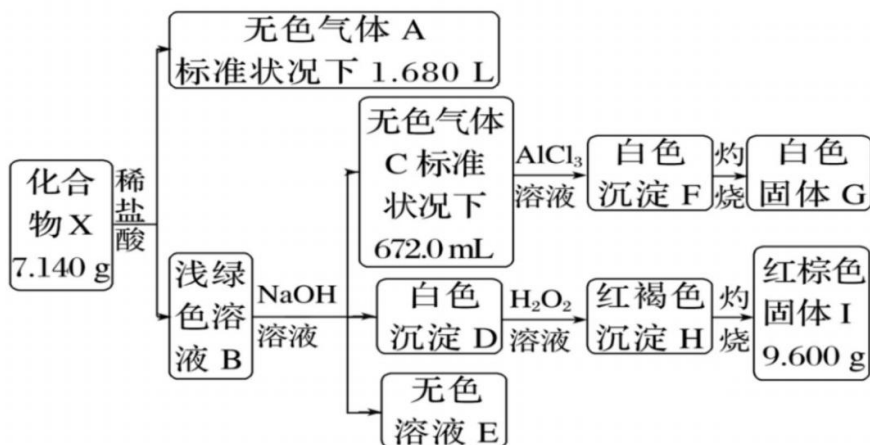 无色气体 A
标准状况下 1.680 L
化合
物 X
7.140 g
稀
盐
酸
浅绿
色溶
液 B
NaOH
溶液
无色气体
C 标准
状况下
672.0 mL
AlCl₃
溶液
白色
沉淀 F
灼
烧
白色
固体 G
白色
沉淀 D
H₂O₂
溶液
红褐色
沉淀 H
灼
烧
红棕色
固体 I
9.600 g
无色
溶液 E